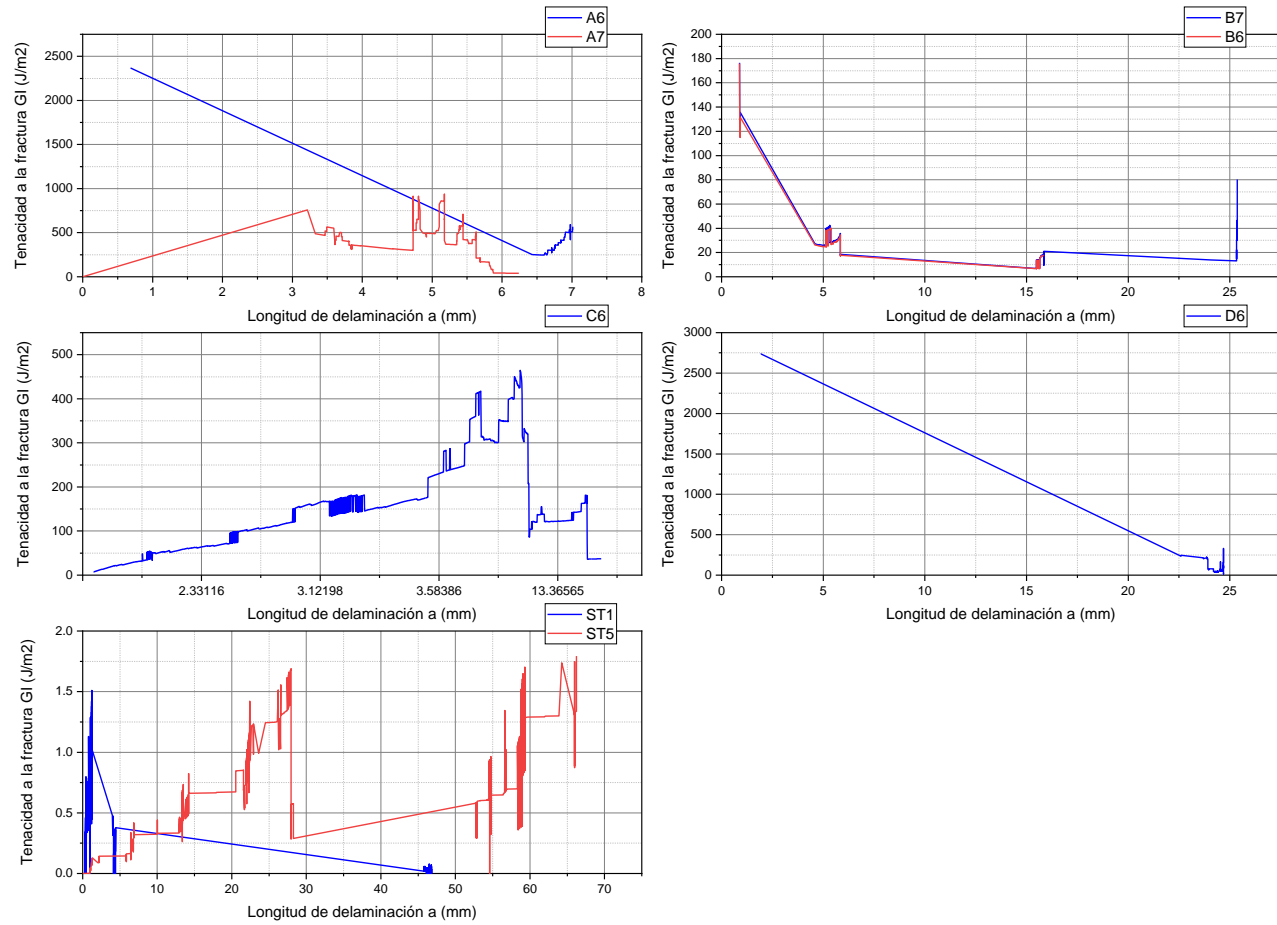 A6
A7
Tenacidad a la fractura GI (J/m2)
2500
2000
1500
1000
500
0
0 1 2 3 4 5 6 7 8
Longitud de delaminación a (mm)
B7
B6
Tenacidad a la fractura GI (J/m2)
200
180
160
140
120
100
80
60
40
20
0
0 5 10 15 20 25
Longitud de delaminación a (mm)
C6
Tenacidad a la fractura GI (J/m2)
500
400
300
200
100
0
2.33116 3.12198 3.58386 13.36565
Longitud de delaminación a (mm)
D6
Tenacidad a la fractura GI (J/m2)
3000
2500
2000
1500
1000
500
0
0 5 10 15 20 25
Longitud de delaminación a (mm)
ST1
ST5
Tenacidad a la fractura GI (J/m2)
2.0
1.5
1.0
0.5
0.0
0 10 20 30 40 50 60 70
Longitud de delaminación a (mm)